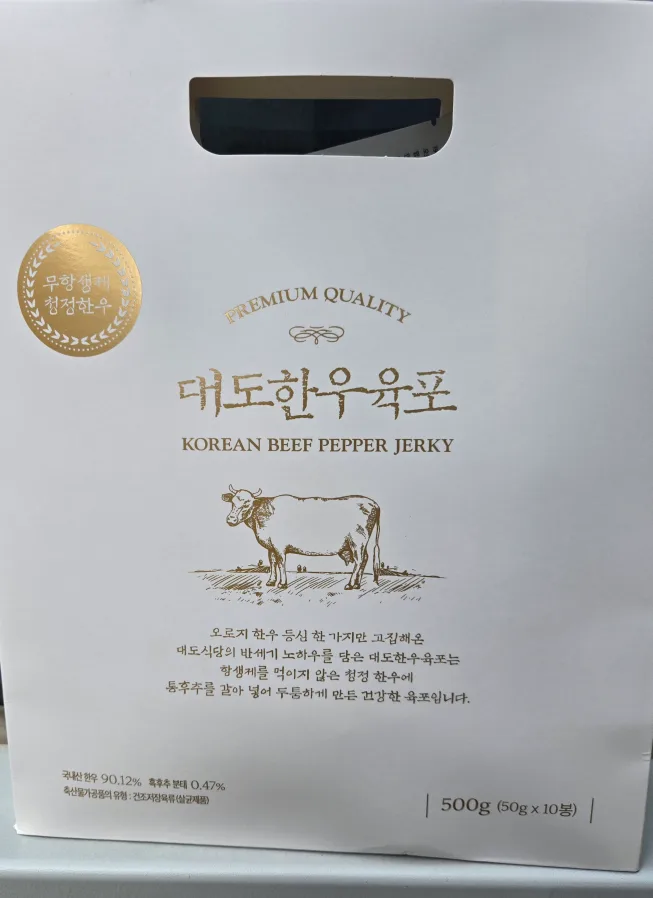 무항생제
청정한우
PREMIUM QUALITY
대도한우육포
KOREAN BEEF PEPPER JERKY
오로지 한우 등심 한 가지만 고집해온
대도식당의 반세기 노하우를 담은 대도한우육포는
항생제를 먹이지 않은 청정 한우에
통후추를 갈아 넣어 두툼하게 만든 건강한 육포입니다.
국내산 한우 90.12% 흑후추 분태 0.47%
축산물가공품의 유형 : 건조저장육류(살균제품)
500g (50g x 10봉)